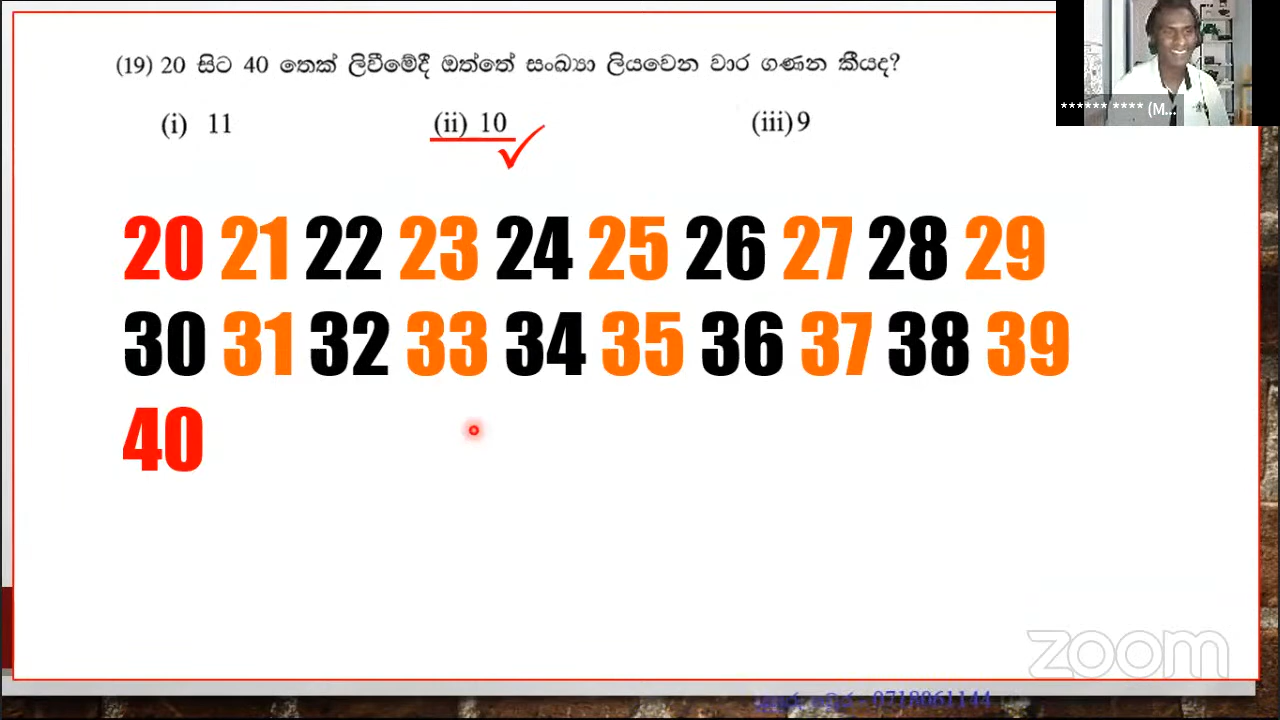 (19) 20 සිට 40 තෙක් ලිවීමේදී ඔත්තේ සංඛ්‍යා ලියවෙන වාර ගණන කීයද?
(i) 11 (ii) 10 (iii) 9
20 21 22 23 24 25 26 27 28 29
30 31 32 33 34 35 36 37 38 39
40
****** **** (M...
zoom
0718061144